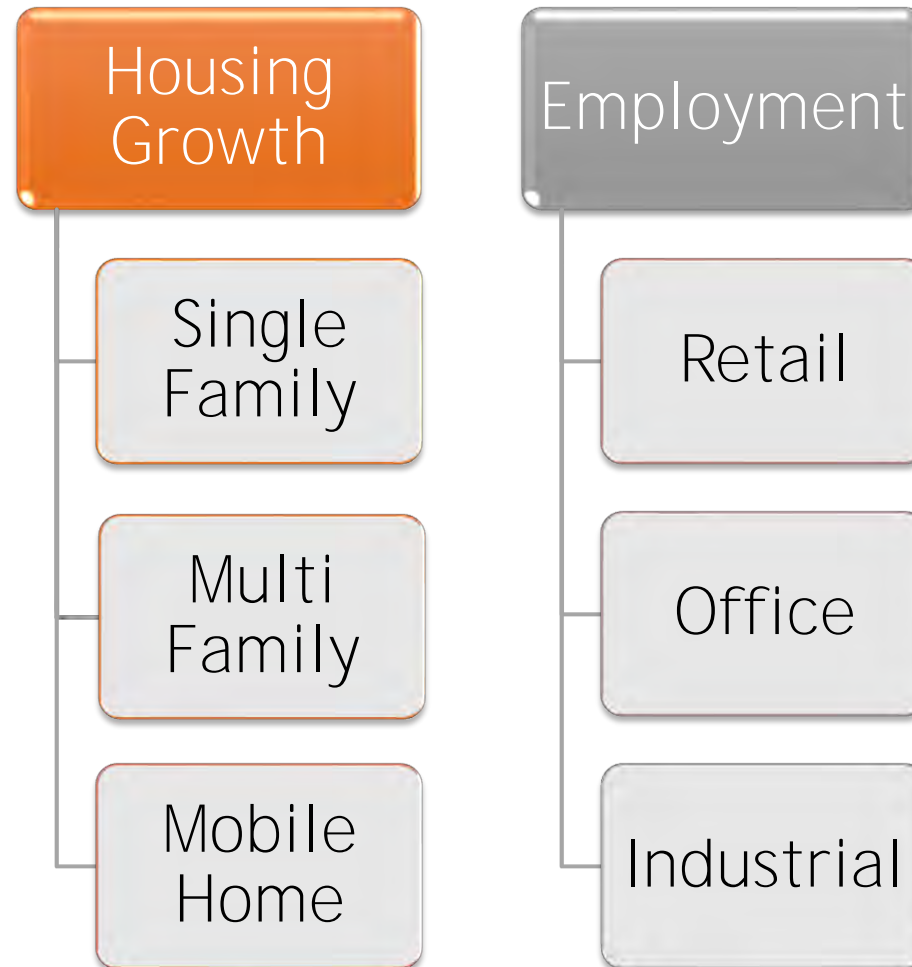 Housing
Growth
Single
Family
Multi
Family
Mobile
Home
Employment
Retail
Office
Industrial